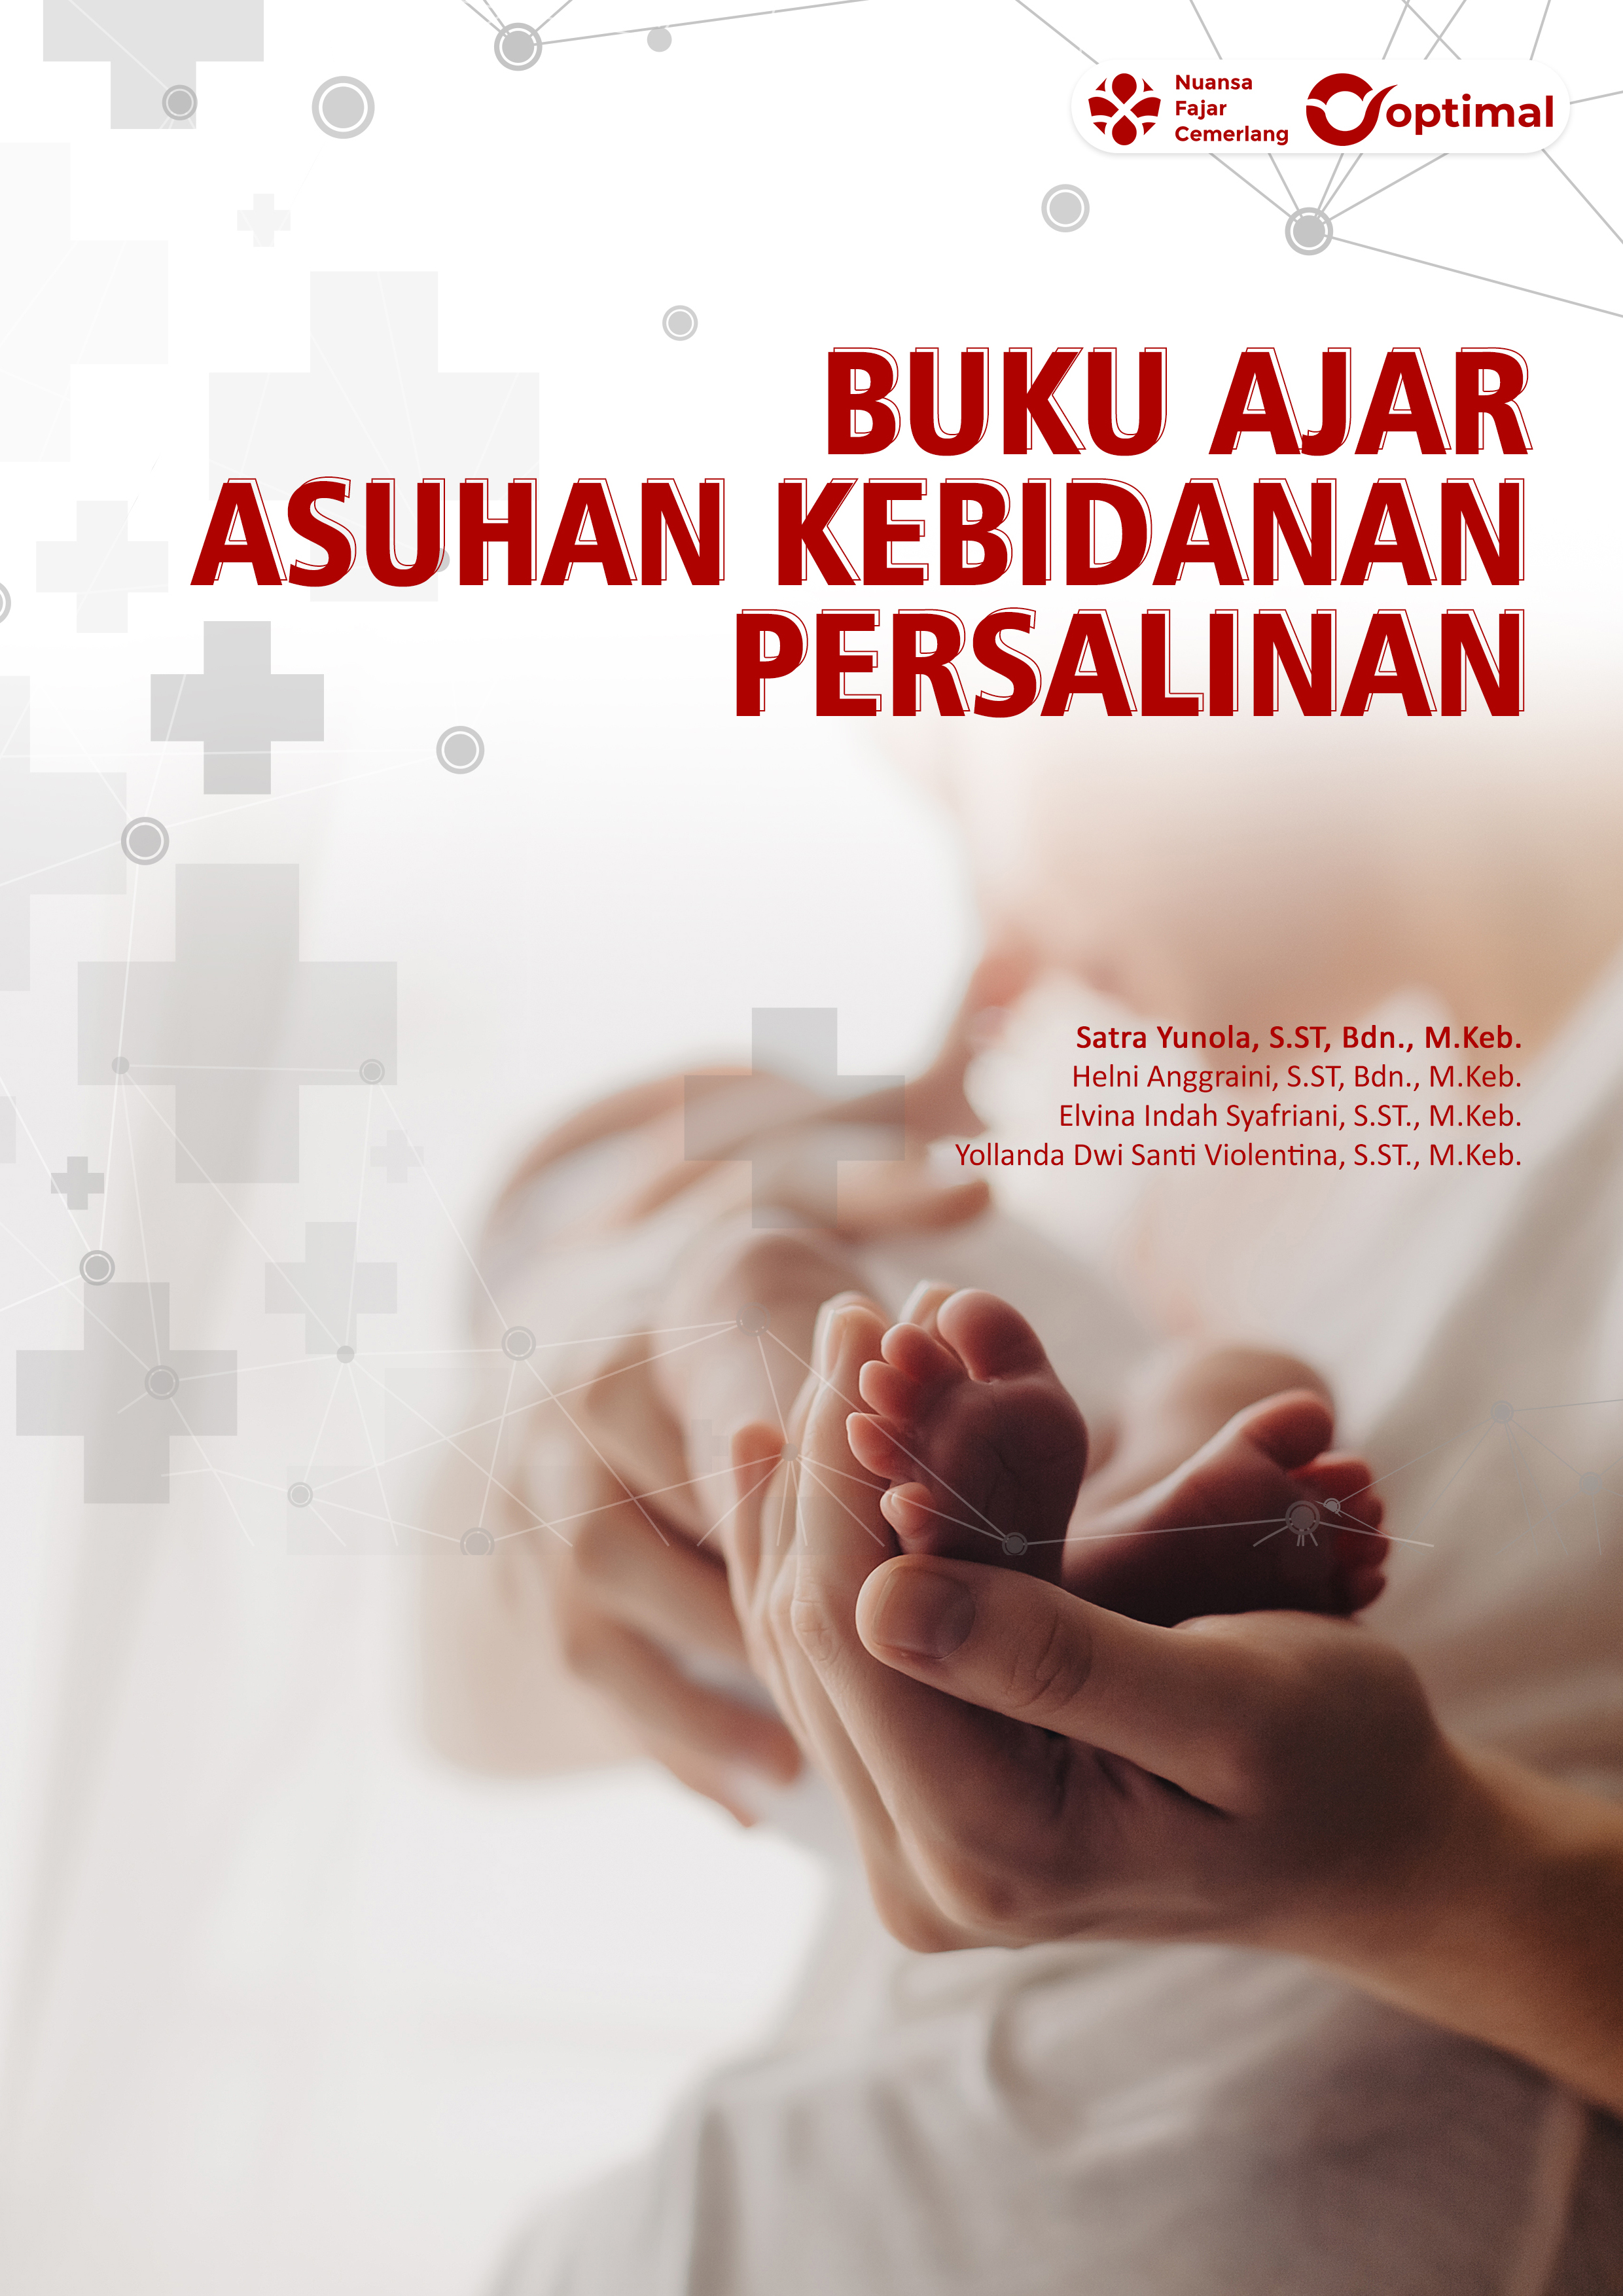 Nuansa
Fajar
Cemerlang
optimal
BUKU AJAR
ASUHAN KEBIDANAN
PERSALINAN
Satra Yunola, S.ST, Bdn., M.Keb.
Helni Anggraini, S.ST, Bdn., M.Keb.
Elvina Indah Syafriani, S.ST., M.Keb.
Yollanda Dwi Santi Violentina, S.ST., M.Keb.